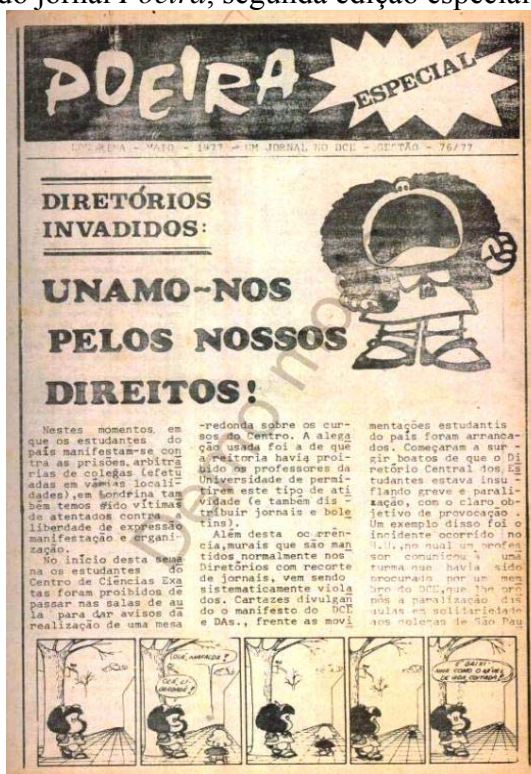 do jornal Poeira, segunda edição especial
POEIRA
ESPECIAL
LONDRINA - MAIO - 1977 - UM JORNAL DO DCE - GESTÃO - 76/77
DIRETÓRIOS
INVADIDOS:
UNAMO-NOS
PELOS NOSSOS
DIREITOS!
Nestes momentos em
que os estudantes do
país manifestam-se con
tra as prisões arbitrá
rias de colegas (efetu
adas em várias locali-
dades), em Londrina tam
bém temos sido vítimas
de atentados contra a
liberdade de expressão
manifestação e organi-
zação.
No início desta sema
na os estudantes do
Centro de Ciências Exa
tas foram proibidos de
passar nas salas de au
la para dar avisos da
realização de uma mesa
-redonda sobre os cur-
sos do Centro. A alega
ção usada foi a de que
a reitoria havia proi-
bido os professores da
Universidade de permi-
tirem este tipo de ati
vidade (e também dis -
tribuir jornais e bole
tins).
Além desta ocorrên-
cia, murais que são man
tidos normalmente nos
Diretórios com recorte
de jornais, vem sendo
sistematicamente viola
dos. Cartazes divulgan
do o manifesto do DCE
e DAs., frente as movi
mentações estudantis
do país foram arranca-
dos. Começaram a sur -
gir boatos de que o Di
retório Central dos Es
tudantes estava insu -
flando greve e parali-
zação, com o claro ob-
jetivo de provocação .
Um exemplo disso foi o
incidente ocorrido no
H.U., no qual um profes
sor comunicou a uma
turma que havia sido
procurado por um mem
bro do DCE, que lhe pro
pôs a paralização das
aulas em solidariedade
aos colegas de São Pau
OLÁ, MAFALDA!
OLÁ, LI-
BERDADE!
É BAIXI-
NHA COMO O NÍVEL
DE VIDA, COITADA!
Demo